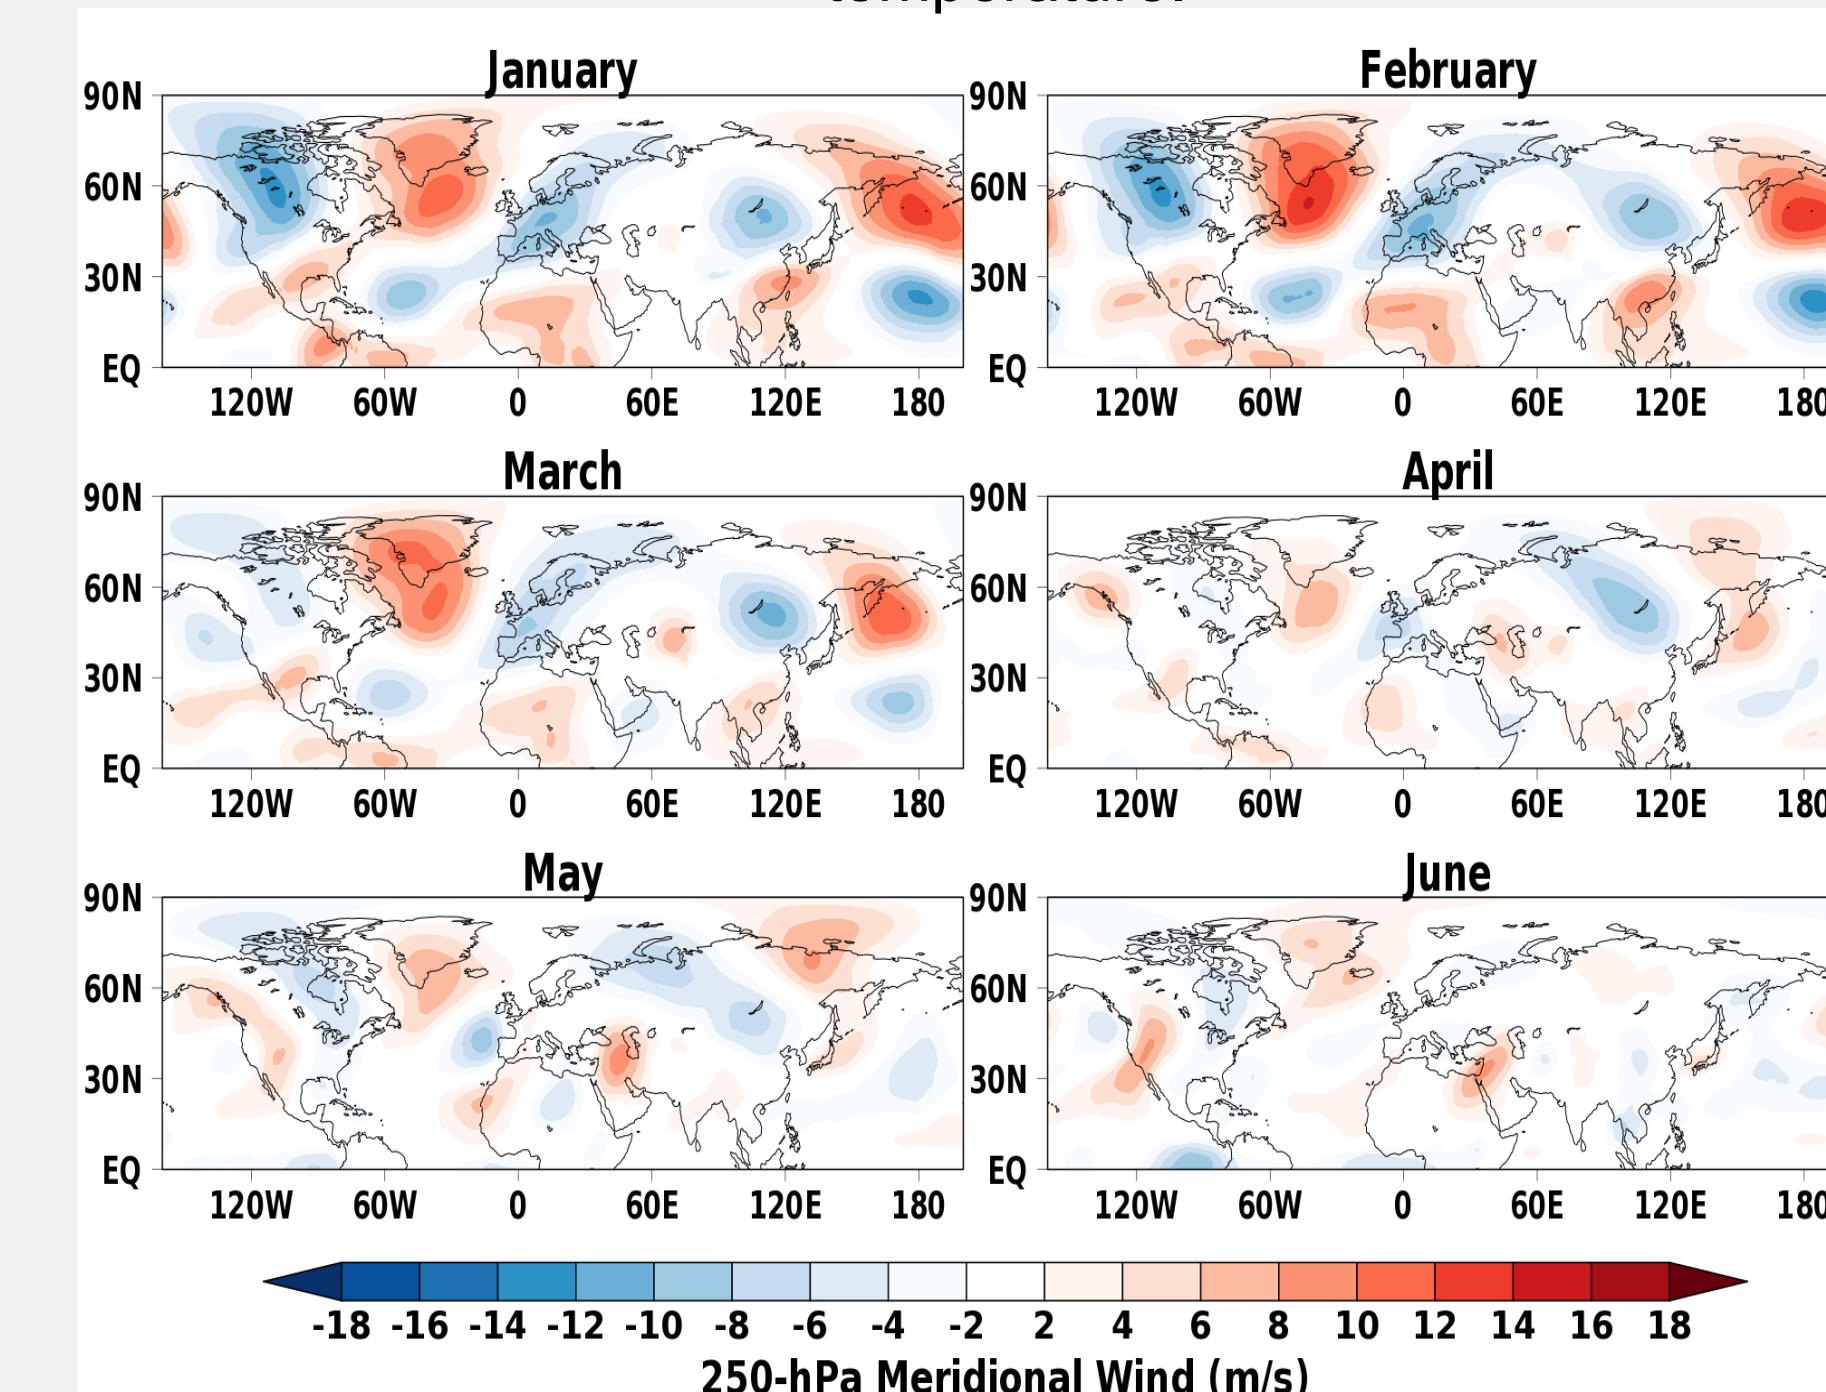 temperature.
January February
90N 90N
60N 60N
30N 30N
EQ EQ
120W 60W 0 60E 120E 180 120W 60W 0 60E 120E 180
March April
90N 90N
60N 60N
30N 30N
EQ EQ
120W 60W 0 60E 120E 180 120W 60W 0 60E 120E 180
May June
90N 90N
60N 60N
30N 30N
EQ EQ
120W 60W 0 60E 120E 180 120W 60W 0 60E 120E 180
-18 -16 -14 -12 -10 -8 -6 -4 -2 2 4 6 8 10 12 14 16 18
250-hPa Meridional Wind (m/s)